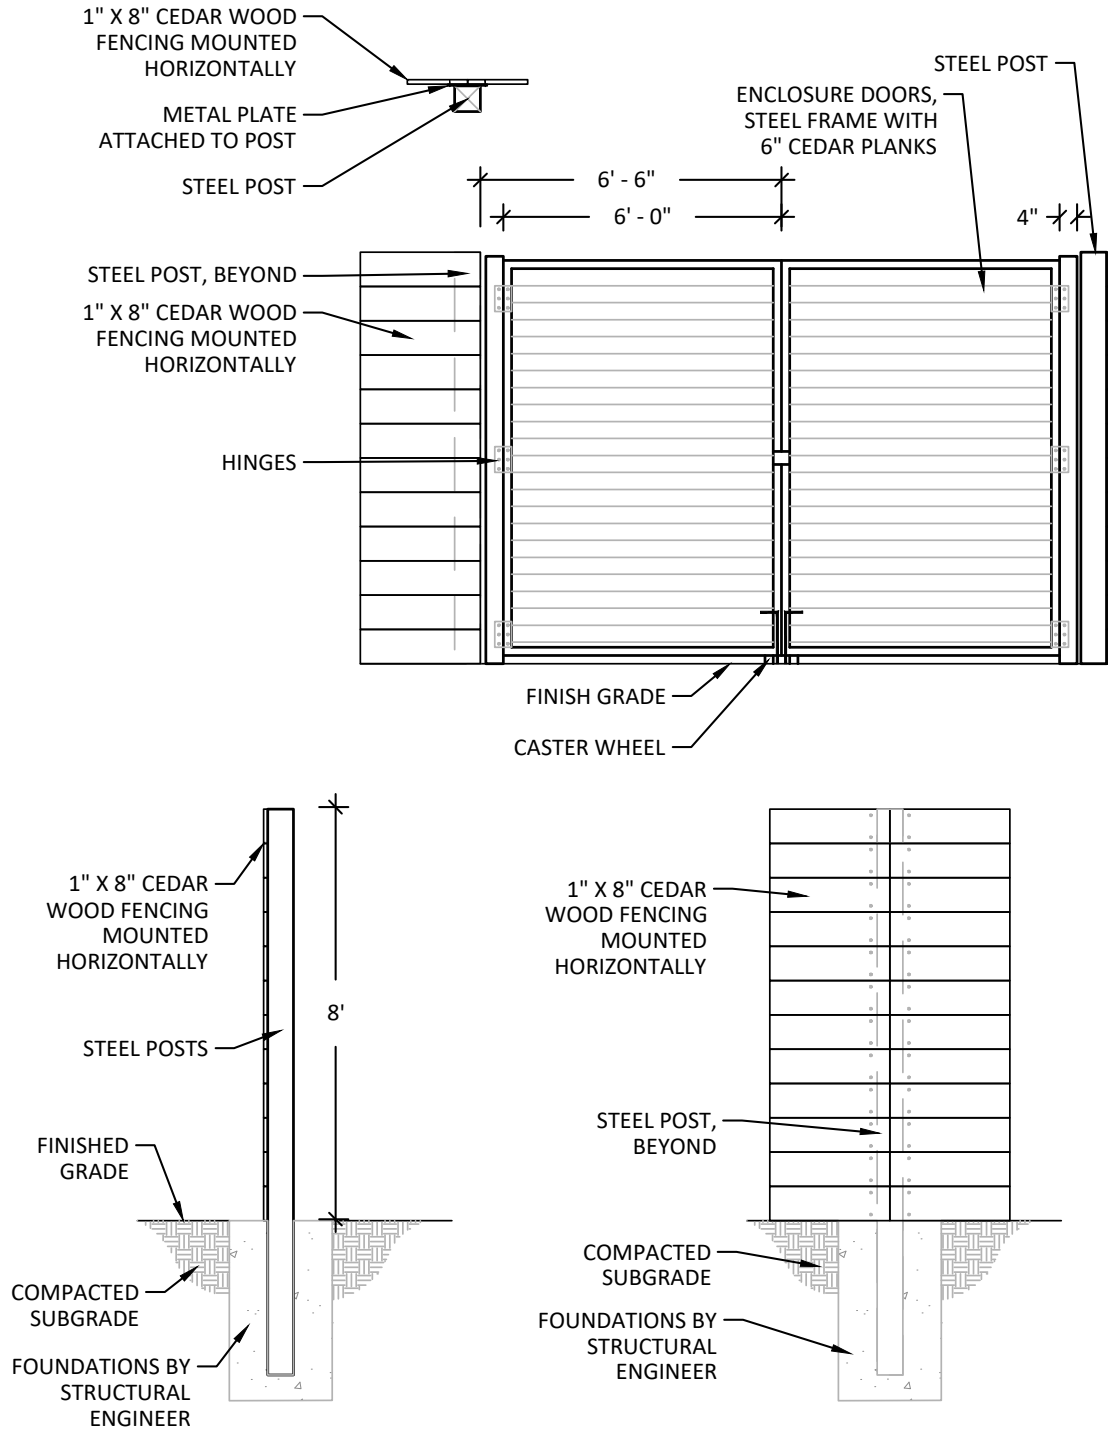 1" X 8" CEDAR WOOD
FENCING MOUNTED
HORIZONTALLY
METAL PLATE
ATTACHED TO POST
STEEL POST
STEEL POST
ENCLOSURE DOORS,
STEEL FRAME WITH
6" CEDAR PLANKS
6' - 6"
6' - 0"
4"
STEEL POST, BEYOND
1" X 8" CEDAR WOOD
FENCING MOUNTED
HORIZONTALLY
HINGES
FINISH GRADE
CASTER WHEEL
1" X 8" CEDAR
WOOD FENCING
MOUNTED
HORIZONTALLY
8'
STEEL POSTS
FINISHED
GRADE
COMPACTED
SUBGRADE
FOUNDATIONS BY
STRUCTURAL
ENGINEER
1" X 8" CEDAR
WOOD FENCING
MOUNTED
HORIZONTALLY
STEEL POST,
BEYOND
COMPACTED
SUBGRADE
FOUNDATIONS BY
STRUCTURAL
ENGINEER